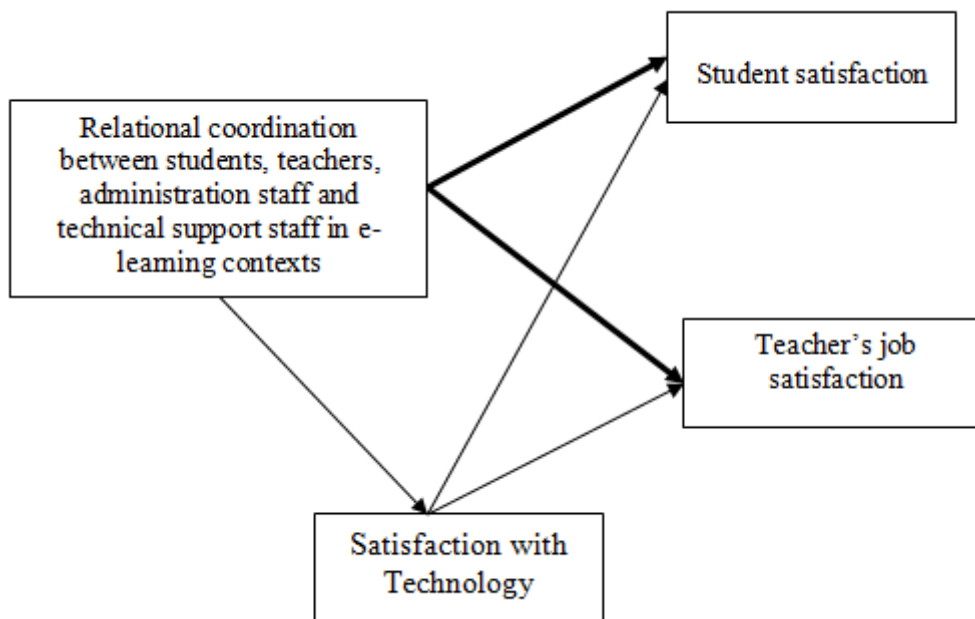 Student satisfaction
Relational coordination
between students, teachers,
administration staff and
technical support staff in e-
learning contexts
Teacher’s job
satisfaction
Satisfaction with
Technology